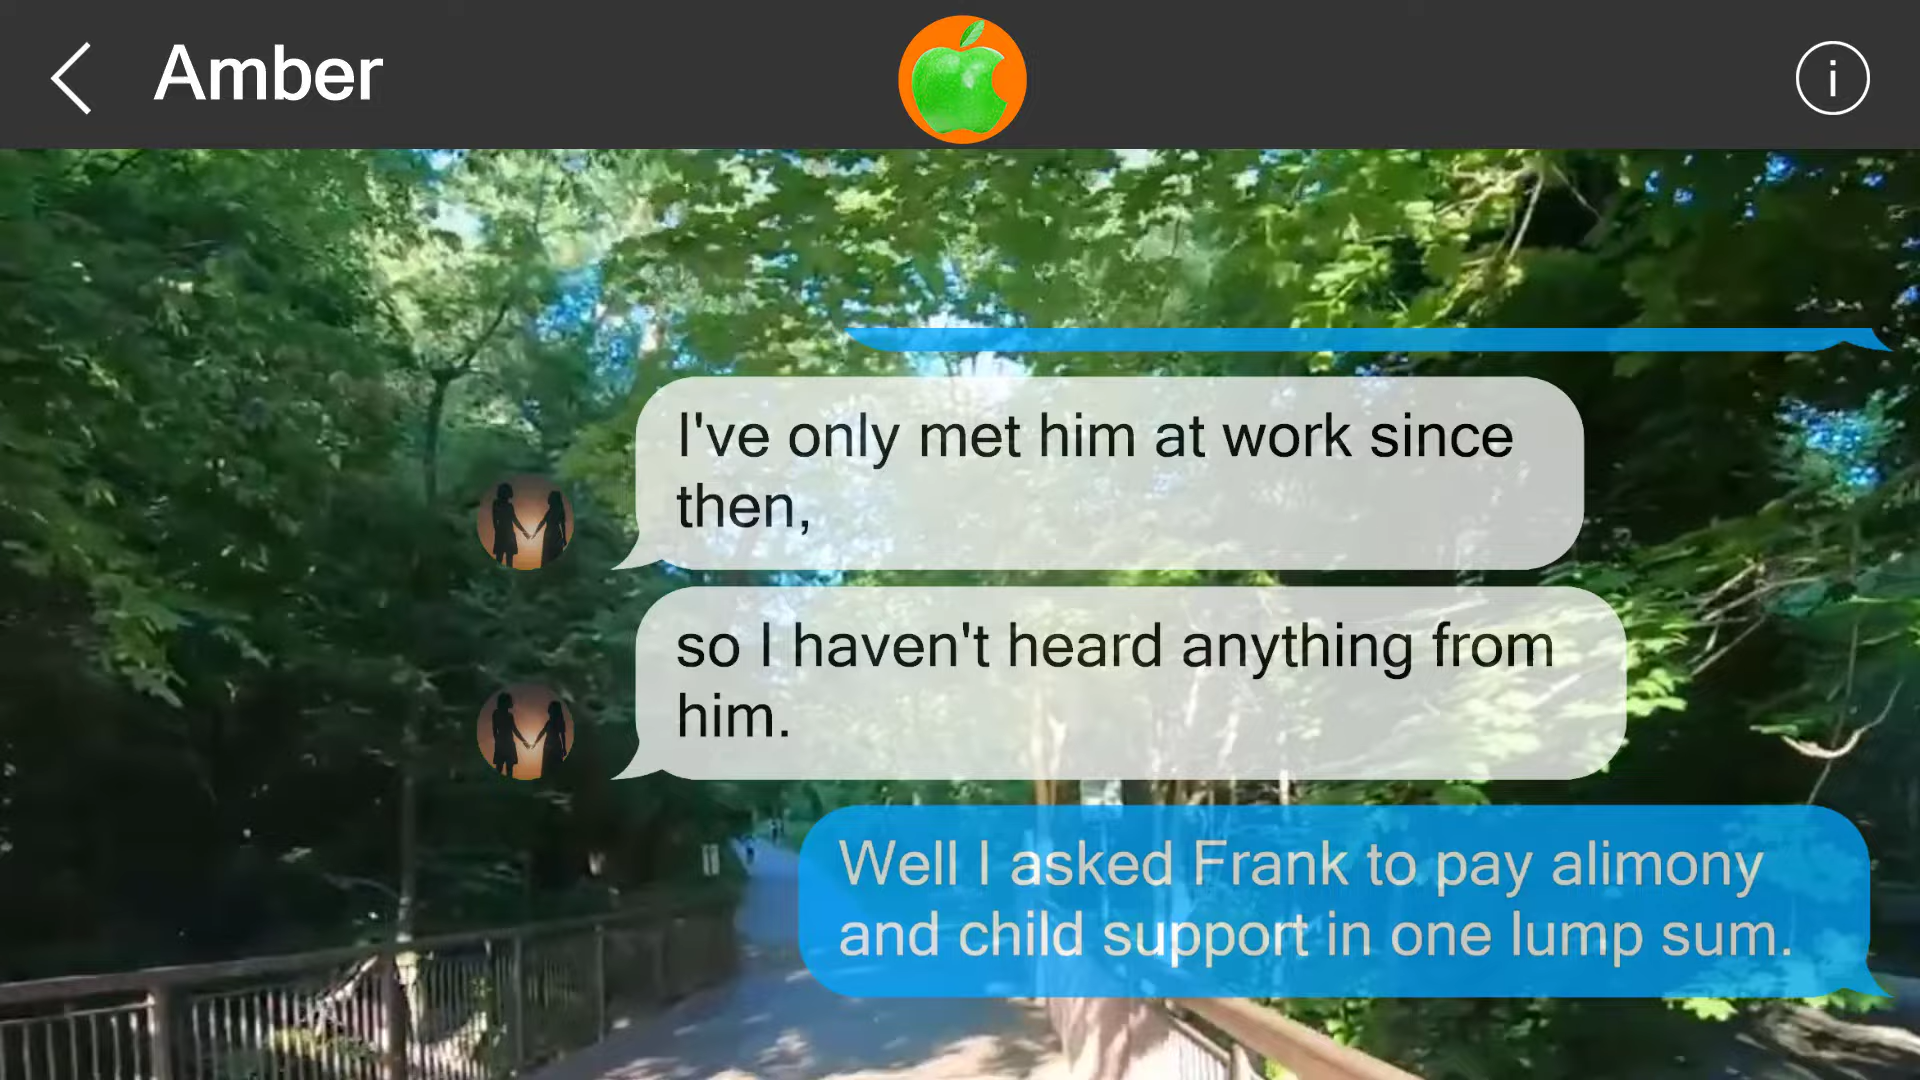 Amber
i
I've only met him at work since
then,
so I haven't heard anything from
him.
Well I asked Frank to pay alimony
and child support in one lump sum.